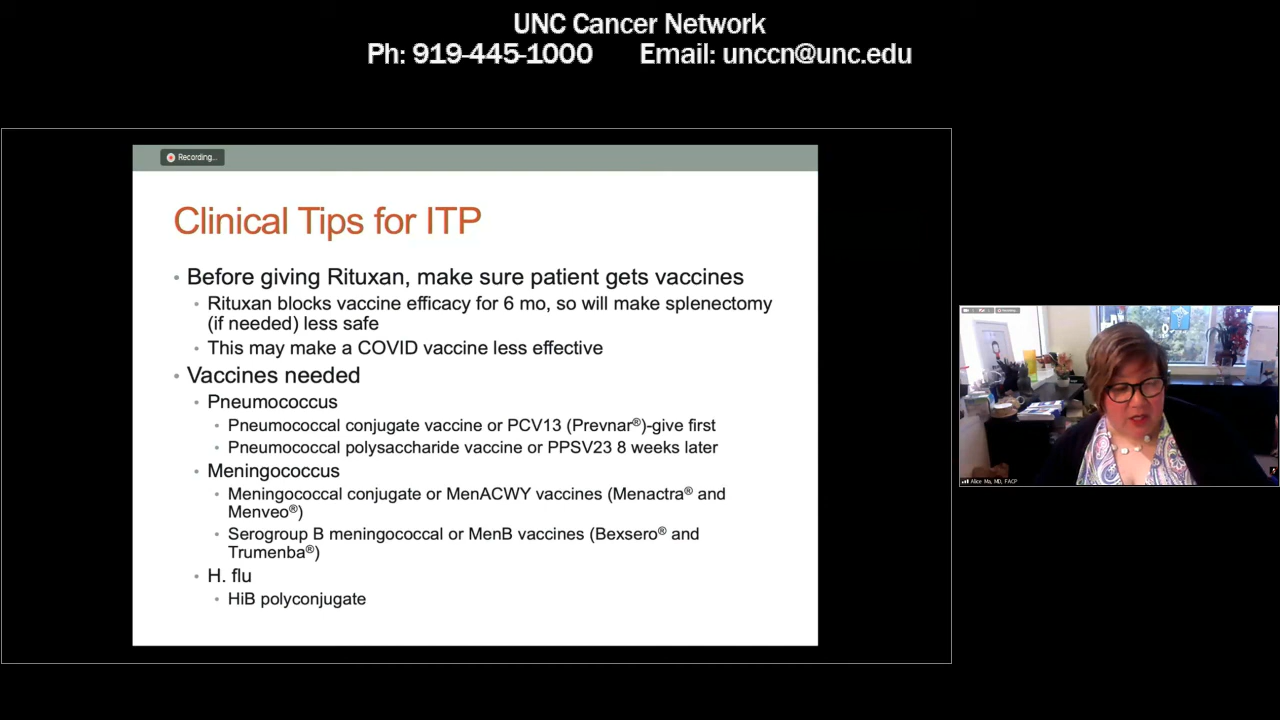 UNC Cancer Network
Ph: 919-445-1000 Email: unccn@unc.edu
Recording...
Clinical Tips for ITP
• Before giving Rituxan, make sure patient gets vaccines
• Rituxan blocks vaccine efficacy for 6 mo, so will make splenectomy
(if needed) less safe
• This may make a COVID vaccine less effective
• Vaccines needed
• Pneumococcus
• Pneumococcal conjugate vaccine or PCV13 (Prevnar®)-give first
• Pneumococcal polysaccharide vaccine or PPSV23 8 weeks later
• Meningococcus
• Meningococcal conjugate or MenACWY vaccines (Menactra® and
Menveo®)
• Serogroup B meningococcal or MenB vaccines (Bexsero® and
Trumenba®)
• H. flu
• HiB polyconjugate
Alice Ma, MD, FACP